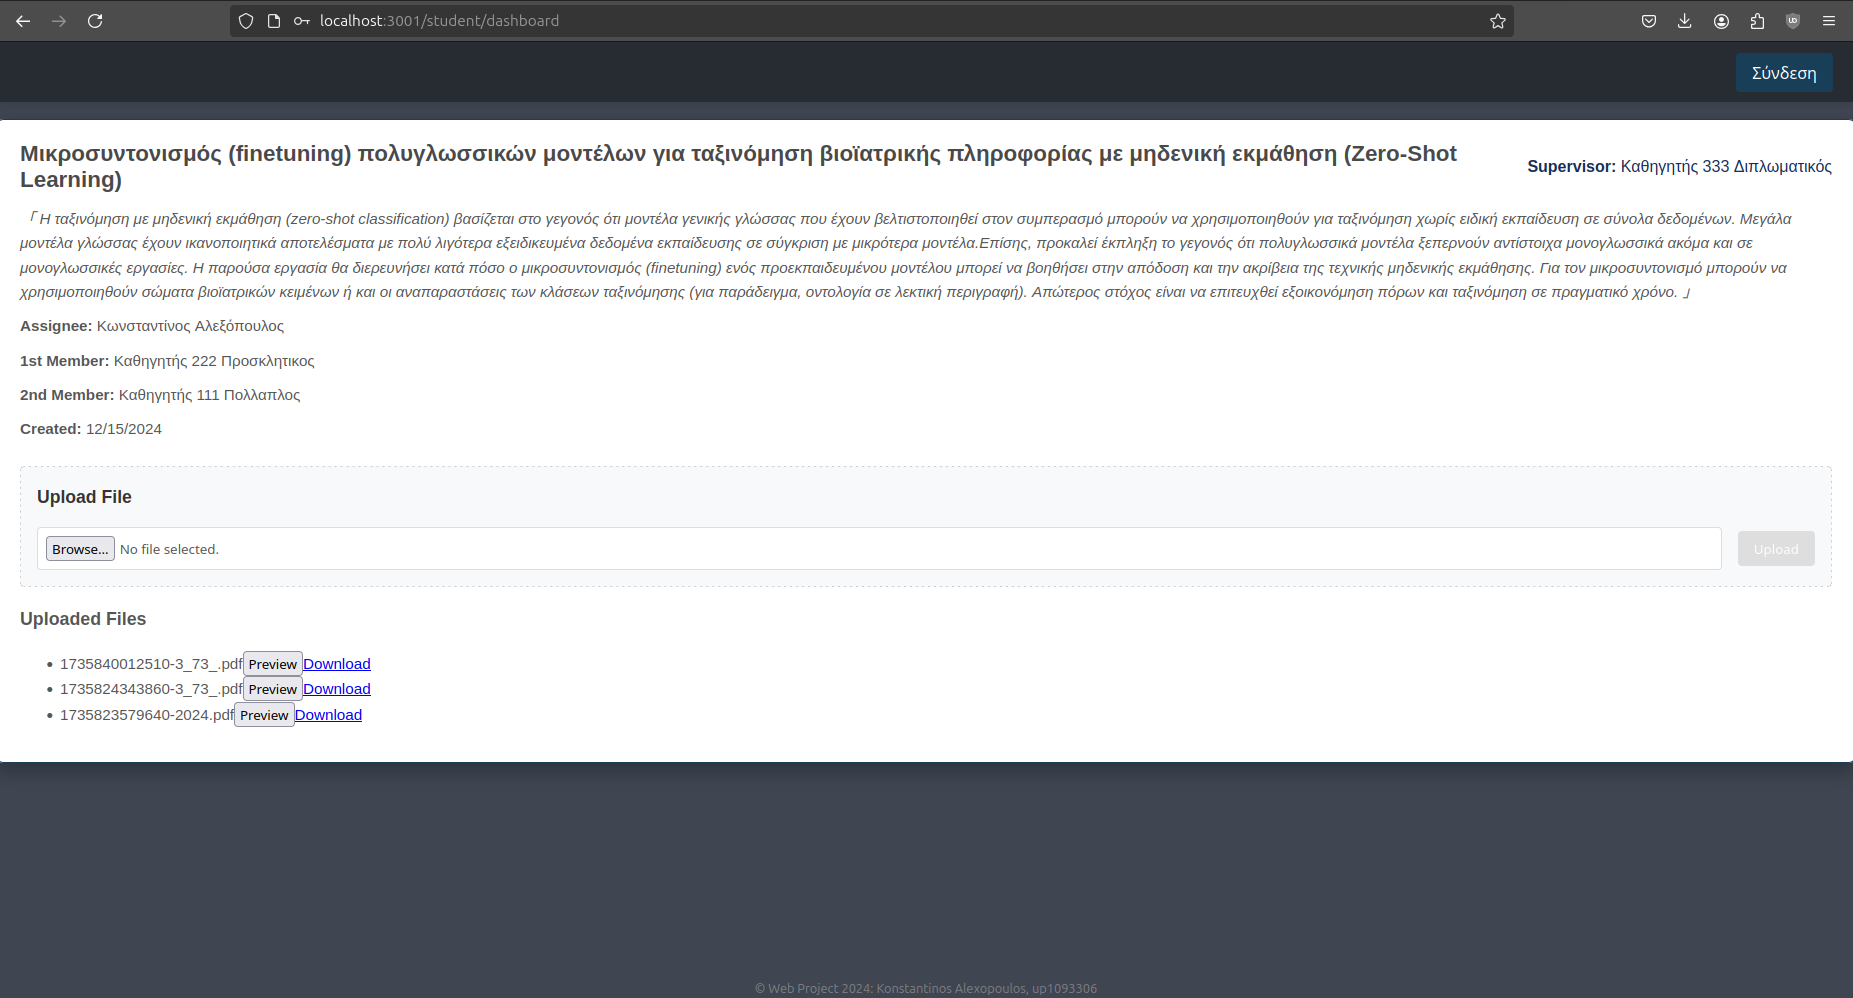 localhost:3001/student/dashboard
Σύνδεση
Μικροσυντονισμός (finetuning) πολυγλωσσικών μοντέλων για ταξινόμηση βιοϊατρικής πληροφορίας με μηδενική εκμάθηση (Zero-Shot
Learning)
Supervisor: Καθηγητής 333 Διπλωματικός
「Η ταξινόμηση με μηδενική εκμάθηση (zero-shot classification) βασίζεται στο γεγονός ότι μοντέλα γενικής γλώσσας που έχουν βελτιστοποιηθεί στον συμπερασμό μπορούν να χρησιμοποιηθούν για ταξινόμηση χωρίς ειδική εκπαίδευση σε σύνολα δεδομένων. Μεγάλα
μοντέλα γλώσσας έχουν ικανοποιητικά αποτελέσματα με πολύ λιγότερα εξειδικευμένα δεδομένα εκπαίδευσης σε σύγκριση με μικρότερα μοντέλα.Επίσης, προκαλεί έκπληξη το γεγονός ότι πολυγλωσσικά μοντέλα ξεπερνούν αντίστοιχα μονογλωσσικά ακόμα και σε
μονογλωσσικές εργασίες. Η παρούσα εργασία θα διερευνήσει κατά πόσο ο μικροσυντονισμός (finetuning) ενός προεκπαιδευμένου μοντέλου μπορεί να βοηθήσει στην απόδοση και την ακρίβεια της τεχνικής μηδενικής εκμάθησης. Για τον μικροσυντονισμό μπορούν να
χρησιμοποιηθούν σώματα βιοϊατρικών κειμένων ή και οι αναπαραστάσεις των κλάσεων ταξινόμησης (για παράδειγμα, οντολογία σε λεκτική περιγραφή). Απώτερος στόχος είναι να επιτευχθεί εξοικονόμηση πόρων και ταξινόμηση σε πραγματικό χρόνο. 」
Assignee: Κωνσταντίνος Αλεξόπουλος
1st Member: Καθηγητής 222 Προσκλητικος
2nd Member: Καθηγητής 111 Πολλαπλος
Created: 12/15/2024
Upload File
Browse... No file selected.
Upload
Uploaded Files
• 1735840012510-3_73_.pdf Preview Download
• 1735824343860-3_73_.pdf Preview Download
• 1735823579640-2024.pdf Preview Download
© Web Project 2024: Konstantinos Alexopoulos, up1093306